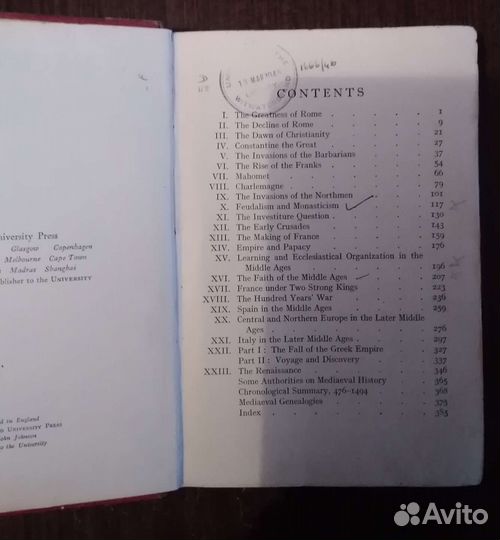 niversity Press
Glasgow Copenhagen
Melbourne Cape Town
Madras Shanghai
blisher to the UNIVERSITY
ed in England
UNIVERSITY PRESS
John Johnson
to the University
1666/46
CONTENTS
I. The Greatness of Rome 1
II. The Decline of Rome 9
III. The Dawn of Christianity 21
IV. Constantine the Great 27
V. The Invasions of the Barbarians 37
VI. The Rise of the Franks 54
VII. Mahomet 66
VIII. Charlemagne 79
IX. The Invasions of the Northmen 101
X. Feudalism and Monasticism 117
XI. The Investiture Question 130
XII. The Early Crusades 143
XIII. The Making of France 159
XIV. Empire and Papacy 176
XV. Learning and Ecclesiastical Organization in the
Middle Ages 196
XVI. The Faith of the Middle Ages 207
XVII. France under Two Strong Kings 223
XVIII. The Hundred Years' War 236
XIX. Spain in the Middle Ages 259
XX. Central and Northern Europe in the Later Middle
Ages 276
XXI. Italy in the Later Middle Ages 297
XXII. Part I : The Fall of the Greek Empire 327
Part II : Voyage and Discovery 337
XXIII. The Renaissance 346
Some Authorities on Mediaeval History 365
Chronological Summary, 476–1494 368
Mediaeval Genealogies 379
Index 385
Avito